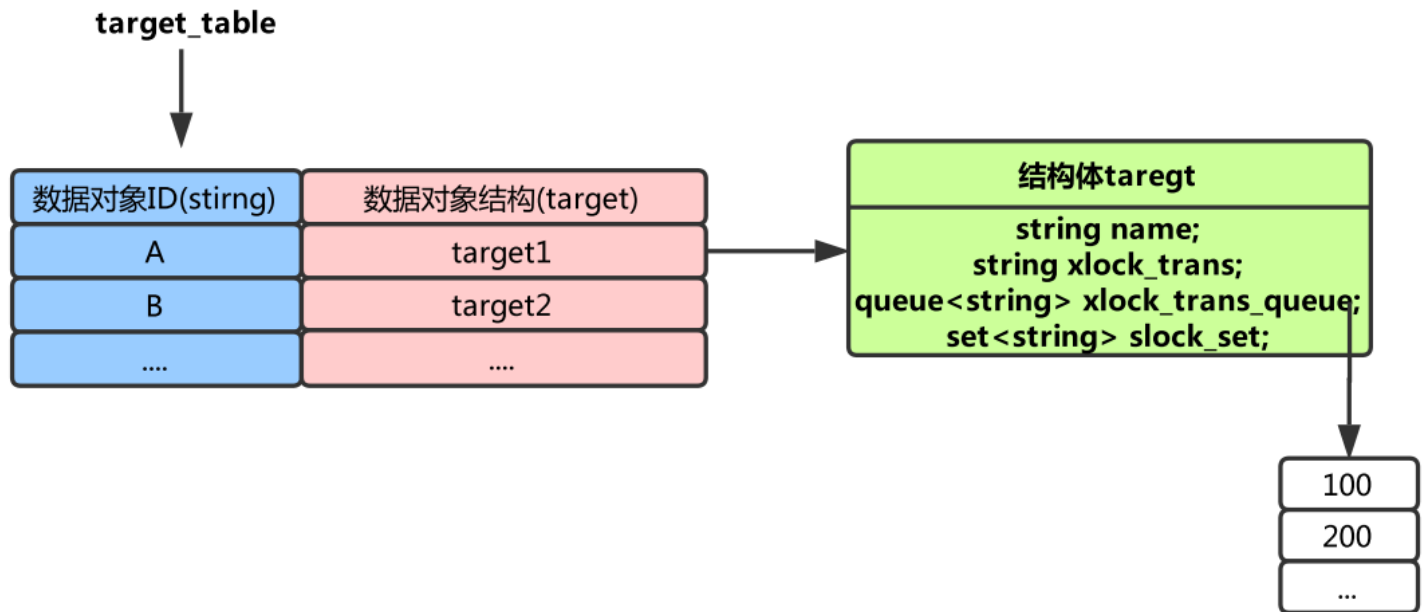 target_table
数据对象ID(stirng)
数据对象结构(target)
A
target1
B
target2
....
....
结构体taregt
string name;
string xlock_trans;
queue<string> xlock_trans_queue;
set<string> slock_set;
100
200
...